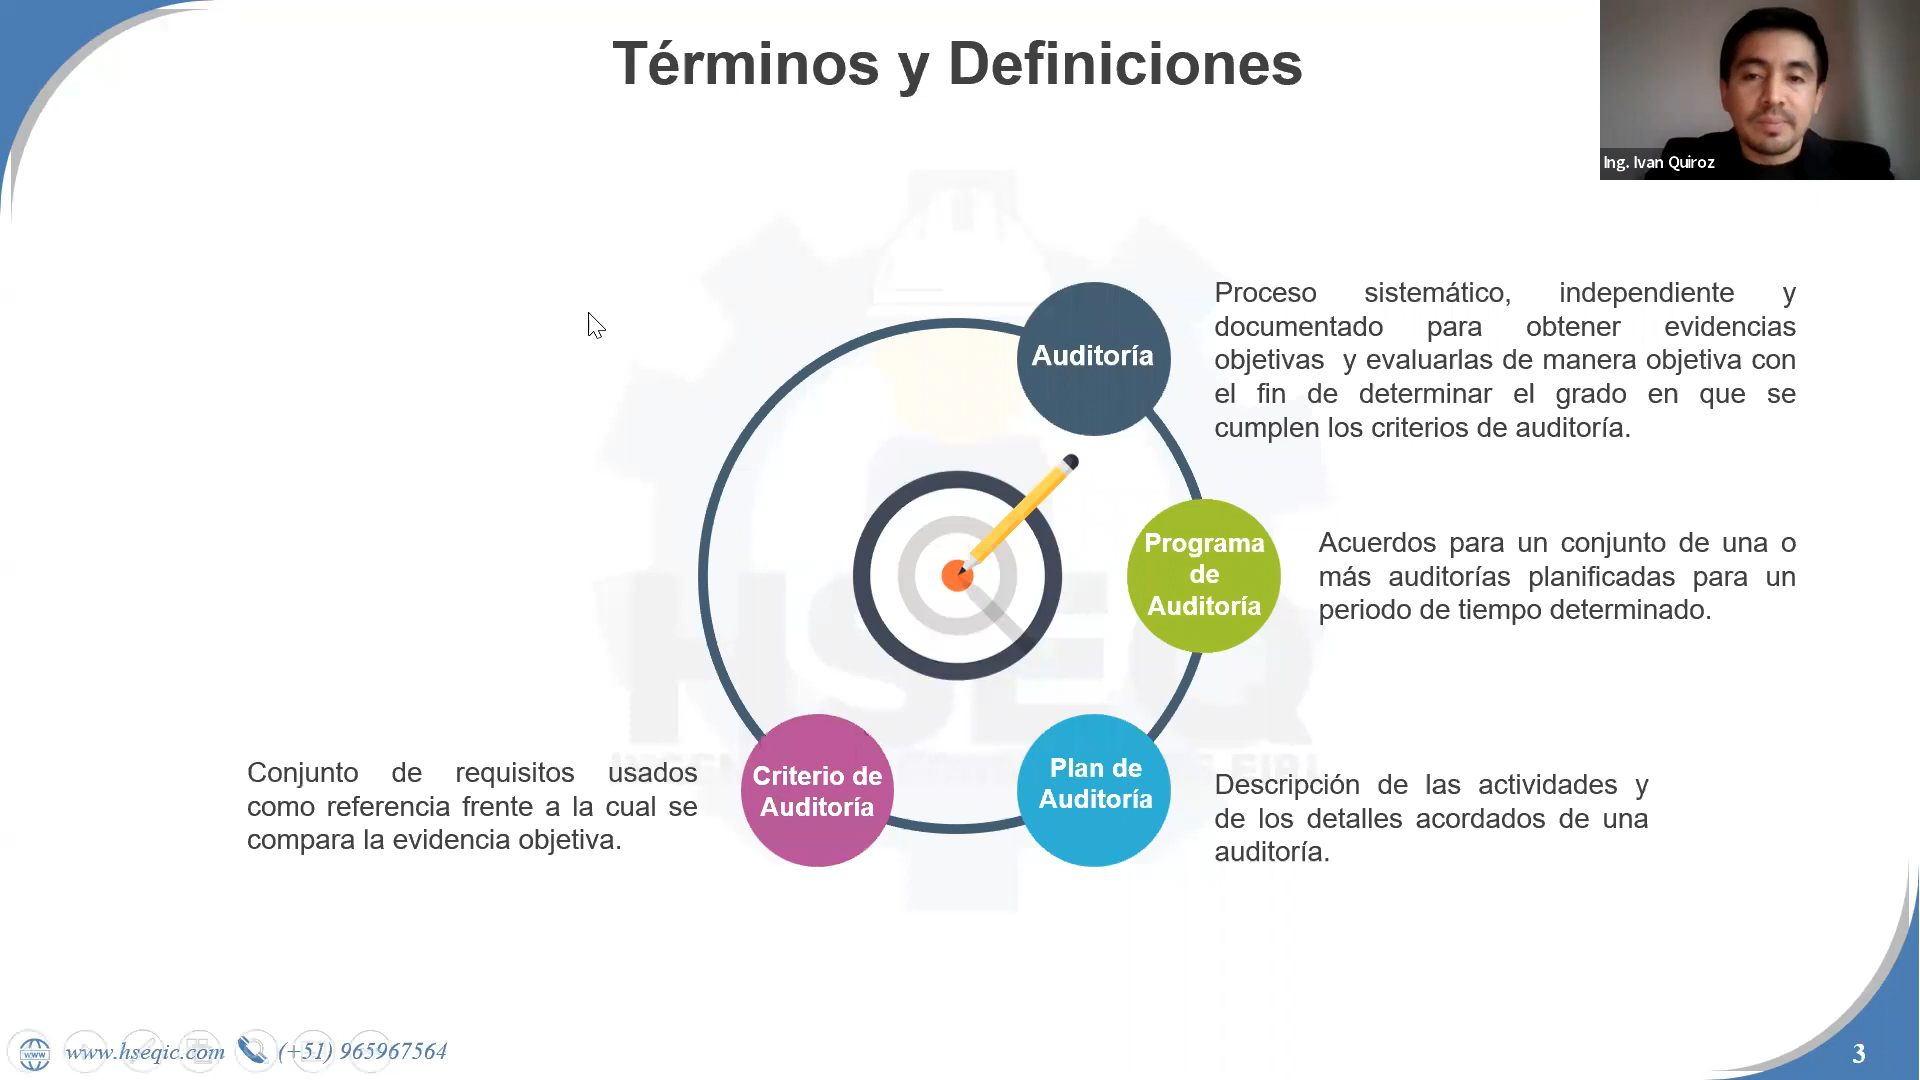 Términos y Definiciones
Ing. Ivan Quiroz
Auditoría
Proceso sistemático, independiente y
documentado para obtener evidencias
objetivas y evaluarlas de manera objetiva con
el fin de determinar el grado en que se
cumplen los criterios de auditoría.
Programa
de
Auditoría
Acuerdos para un conjunto de una o
más auditorías planificadas para un
periodo de tiempo determinado.
Conjunto de requisitos usados
como referencia frente a la cual se
compara la evidencia objetiva.
Criterio de
Auditoría
Plan de
Auditoría
Descripción de las actividades y
de los detalles acordados de una
auditoría.
HSEQ
www
www.hseqic.com
(+51) 965967564
3